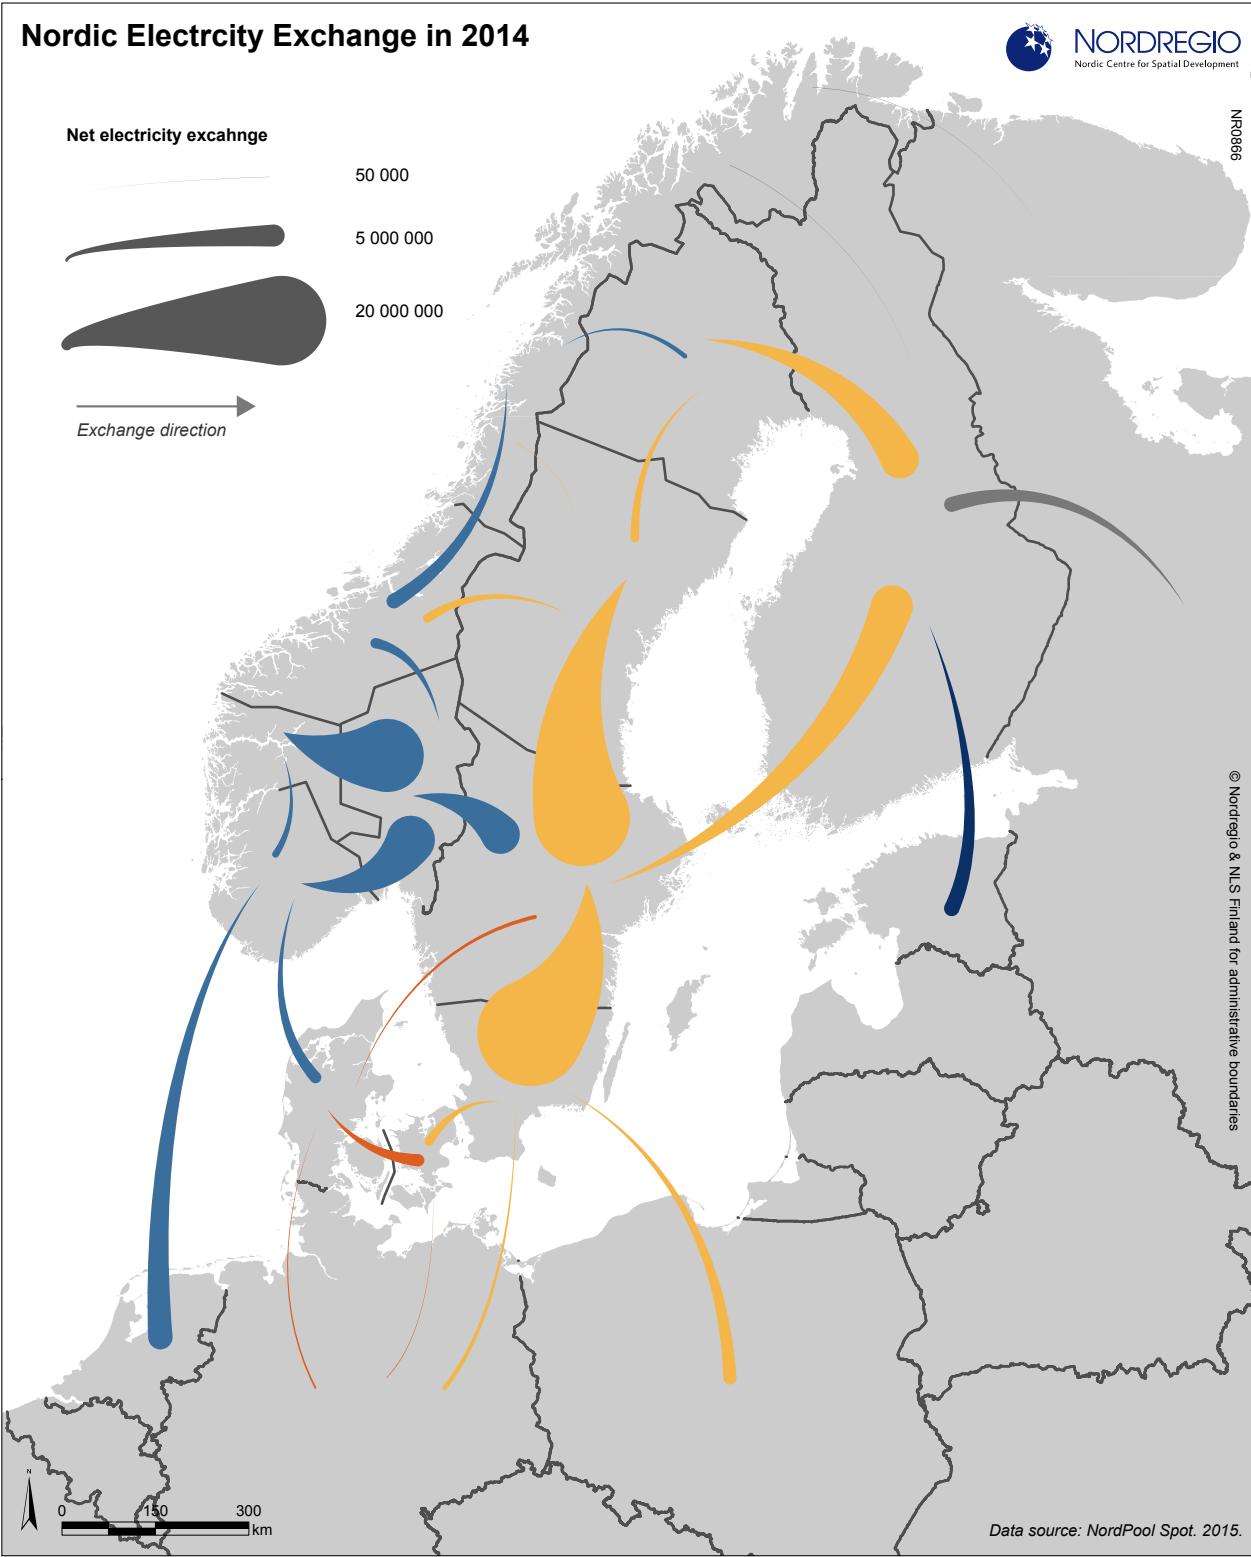 Nordic Electrcity Exchange in 2014
NORDREGIO
Nordic Centre for Spatial Development
NR0866
Net electricity excahnge
50 000
5 000 000
20 000 000
Exchange direction
© Nordregio & NLS Finland for administrative boundaries
N
0 150 300
km
Data source: NordPool Spot. 2015.